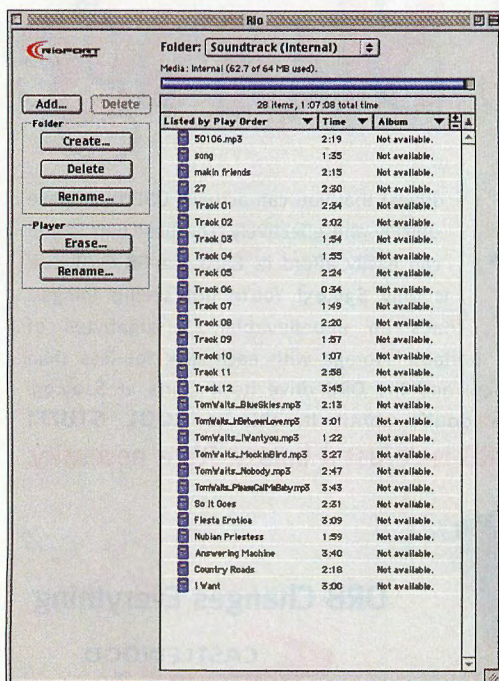 Rio
RIOPORT
Folder: Soundtrack (Internal)
Media: Internal (62.7 of 64 MB used).
Add... Delete
28 items, 1:07:08 total time
Listed by Play Order Time Album
Folder
Create...
Delete
Rename...
Player
Erase...
Rename...
50106.mp3 2:19 Not available.
song 1:35 Not available.
makin friends 2:15 Not available.
27 2:30 Not available.
Track 01 2:34 Not available.
Track 02 2:02 Not available.
Track 03 1:54 Not available.
Track 04 1:55 Not available.
Track 05 2:24 Not available.
Track 06 0:34 Not available.
Track 07 1:49 Not available.
Track 08 2:20 Not available.
Track 09 1:57 Not available.
Track 10 1:07 Not available.
Track 11 2:58 Not available.
Track 12 3:45 Not available.
TomWaits_BlueSkies.mp3 2:13 Not available.
TomWaits_InBetweenLove.mp3 3:01 Not available.
TomWaits_IWantyou.mp3 1:22 Not available.
TomWaits_MockinBird.mp3 3:27 Not available.
TomWaits_Nobody.mp3 2:47 Not available.
TomWaits_PleaseCallMeBaby.mp3 3:43 Not available.
So It Goes 2:31 Not available.
Fiesta Erotica 3:09 Not available.
Nubian Priestess 1:59 Not available.
Answering Machine 3:40 Not available.
Country Roads 2:18 Not available.
I Want 3:00 Not available.